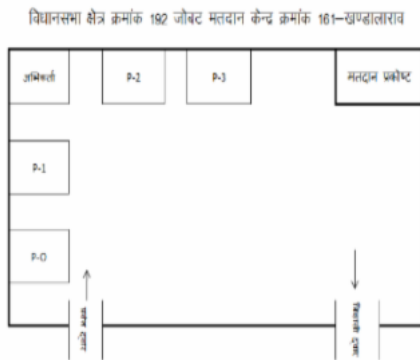 विधानसभा क्षेत्र क्रमांक 192 जोबट मतदान केन्द्र क्रमांक 161–खण्डालाराव
अभिकर्ता
P-2
P-3
मतदान प्रकोष्ट
P-1
P-O
प्रवेश द्वार
निकासी द्वार